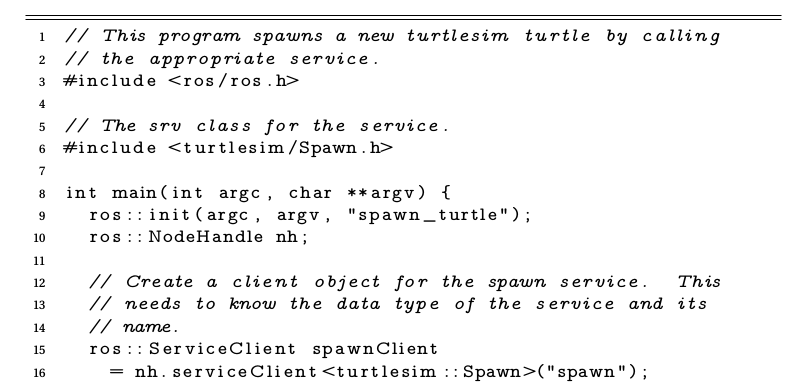 1 // This program spawns a new turtlesim turtle by calling
2 // the appropriate service.
3 #include <ros/ros.h>
4
5 // The srv class for the service.
6 #include <turtlesim/Spawn.h>
7
8 int main(int argc, char **argv) {
9 ros::init(argc, argv, "spawn_turtle");
10 ros::NodeHandle nh;
11
12 // Create a client object for the spawn service. This
13 // needs to know the data type of the service and its
14 // name.
15 ros::ServiceClient spawnClient
16 = nh.serviceClient<turtlesim::Spawn>("spawn");